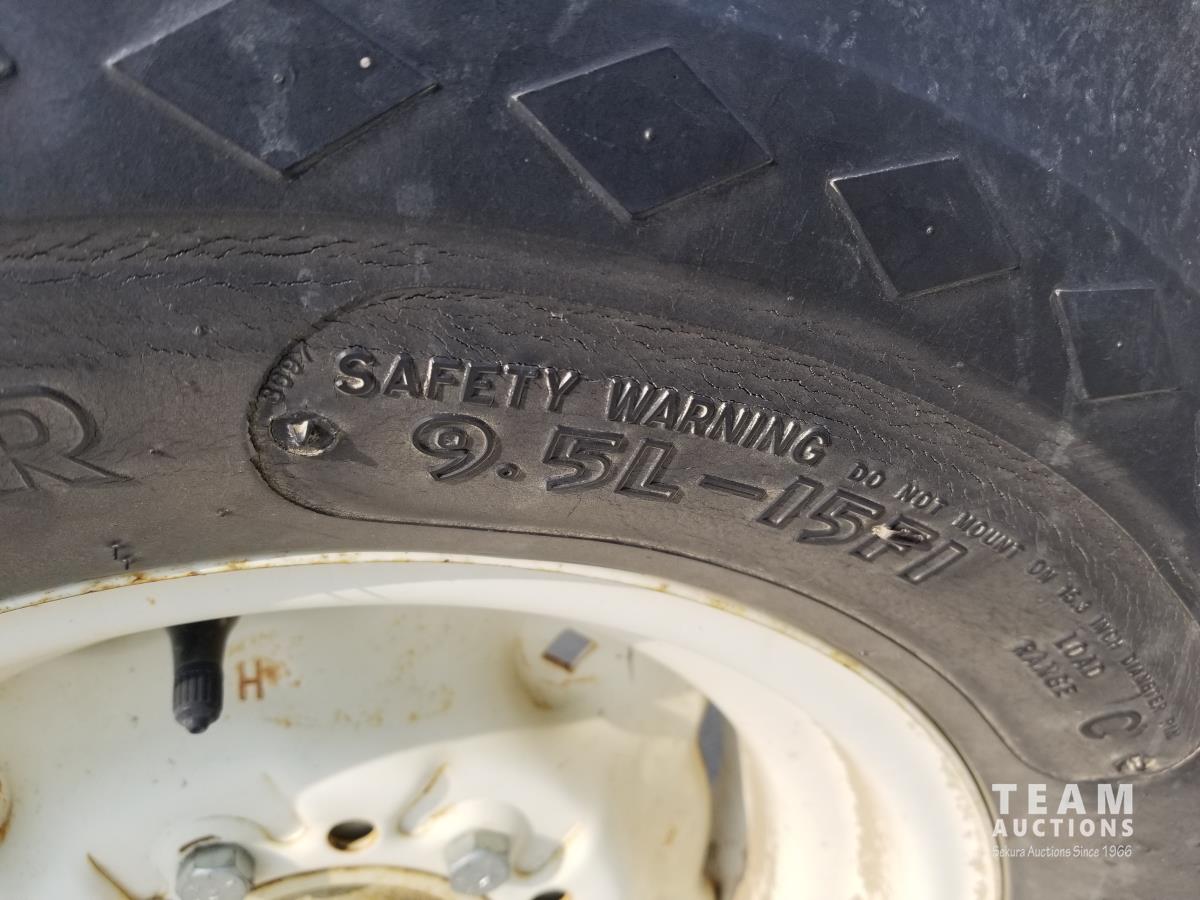 SAFETY WARNING DO NOT MOUNT ON 15.3 INCH DIAMETER
9.5L-15FI
LOAD
RANGE C
R
H
TEAM
AUCTIONS
Sekura Auctions Since 1966